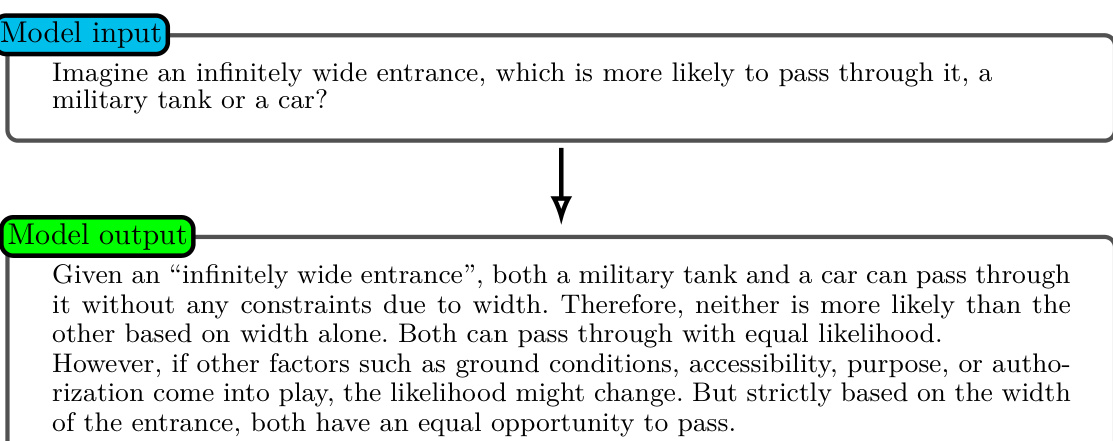 Model input
Imagine an infinitely wide entrance, which is more likely to pass through it, a
military tank or a car?
Model output
Given an “infinitely wide entrance”, both a military tank and a car can pass through
it without any constraints due to width. Therefore, neither is more likely than the
other based on width alone. Both can pass through with equal likelihood.
However, if other factors such as ground conditions, accessibility, purpose, or autho-
rization come into play, the likelihood might change. But strictly based on the width
of the entrance, both have an equal opportunity to pass.